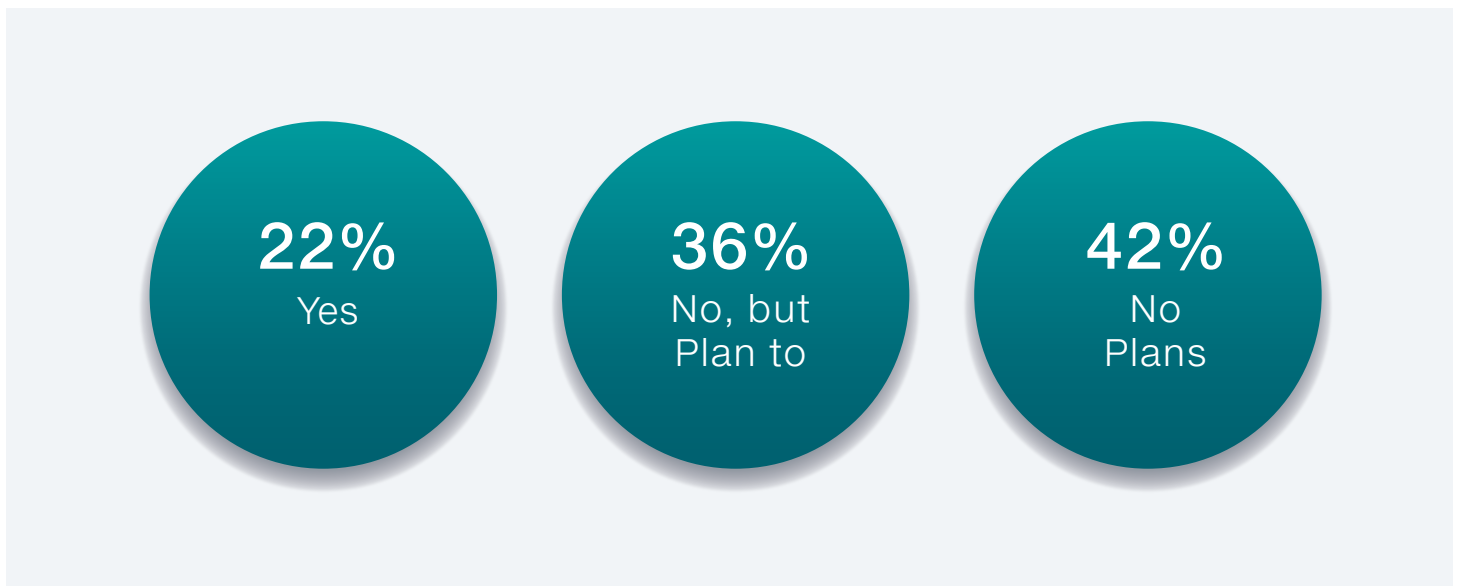 22%
Yes
36%
No, but
Plan to
42%
No
Plans